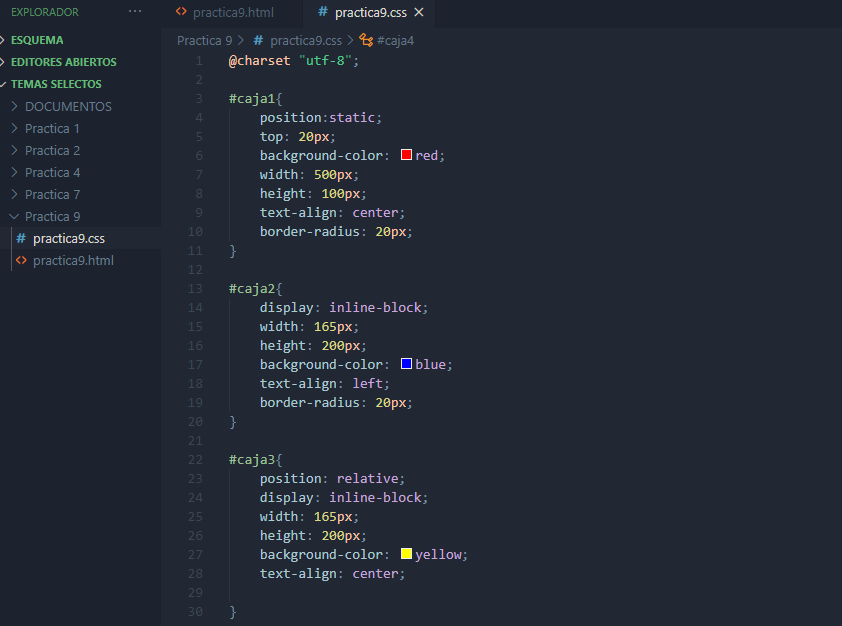 EXPLORADOR ···
ESQUEMA
EDITORES ABIERTOS
TEMAS SELECTOS
DOCUMENTOS
Practica 1
Practica 2
Practica 4
Practica 7
Practica 9
# practica9.css
<> practica9.html
<> practica9.html # practica9.css ×
Practica 9 > # practica9.css > #caja4
1 @charset "utf-8";
2
3 #caja1{
4 position:static;
5 top: 20px;
6 background-color: red;
7 width: 500px;
8 height: 100px;
9 text-align: center;
10 border-radius: 20px;
11 }
12
13 #caja2{
14 display: inline-block;
15 width: 165px;
16 height: 200px;
17 background-color: blue;
18 text-align: left;
19 border-radius: 20px;
20 }
21
22 #caja3{
23 position: relative;
24 display: inline-block;
25 width: 165px;
26 height: 200px;
27 background-color: yellow;
28 text-align: center;
29
30 }